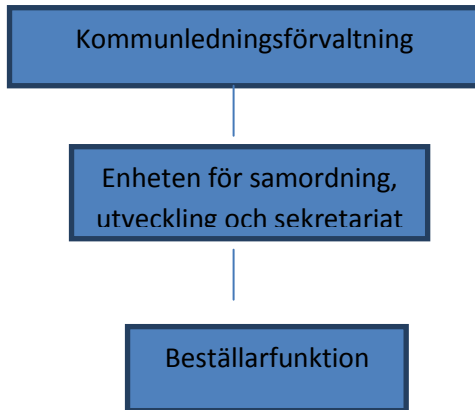 Kommunledningsförvaltning
Enheten för samordning,
utveckling och sekretariat
Beställarfunktion